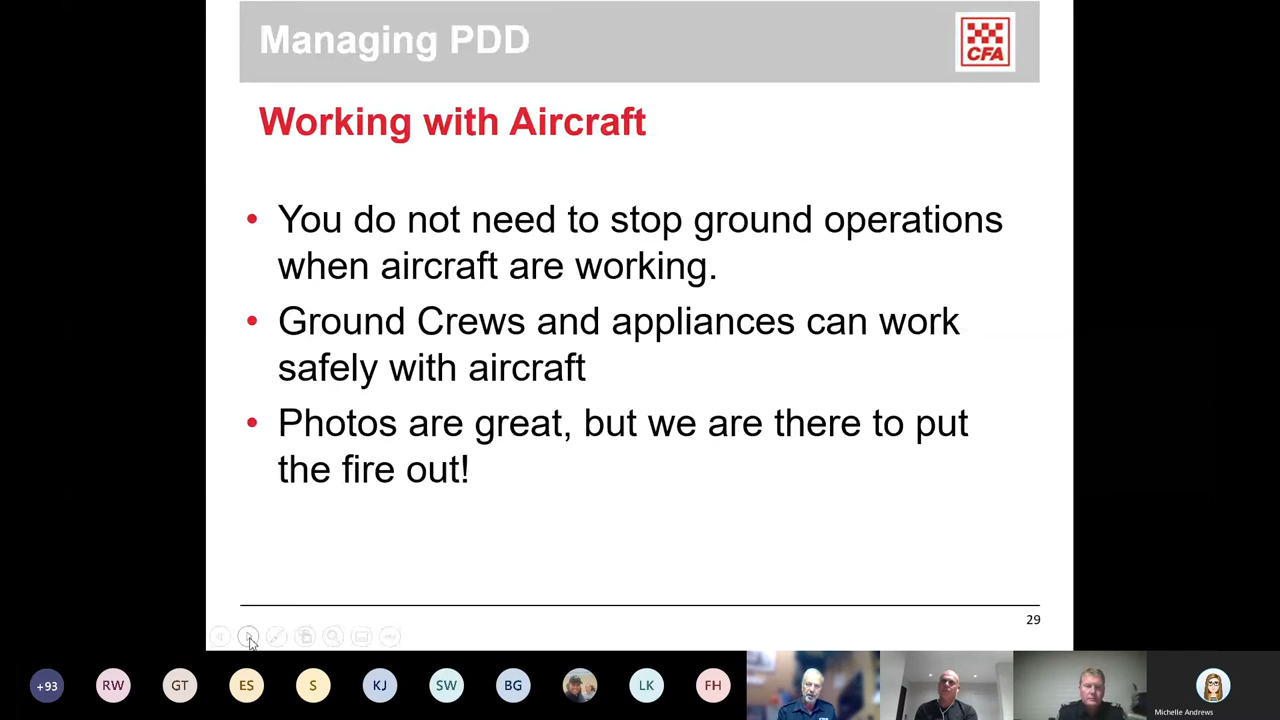 Managing PDD
CFA
Working with Aircraft
• You do not need to stop ground operations
when aircraft are working.
• Ground Crews and appliances can work
safely with aircraft
• Photos are great, but we are there to put
the fire out!
29
+93
RW
GT
ES
S
KJ
SW
BG
LK
FH
Michelle Andrews